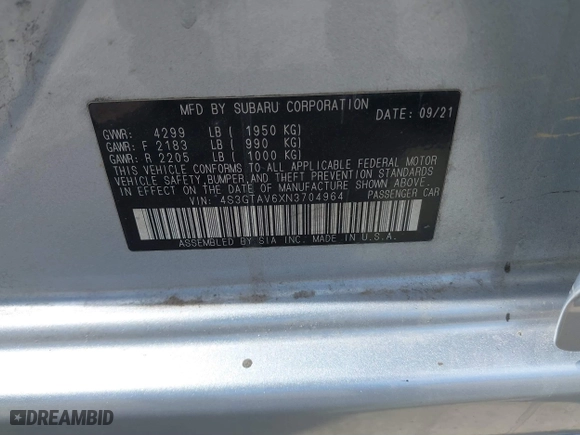 MFD BY SUBARU CORPORATION
DATE: 09/21
GVWR: 4299 LB ( 1950 KG)
GAWR: F 2183 LB ( 990 KG)
GAWR: R 2205 LB ( 1000 KG)
THIS VEHICLE CONFORMS TO ALL APPLICABLE FEDERAL MOTOR
VEHICLE SAFETY, BUMPER, AND THEFT PREVENTION STANDARDS
IN EFFECT ON THE DATE OF MANUFACTURE SHOWN ABOVE.
VIN: 4S3GTAV6XN3704964 PASSENGER CAR
ASSEMBLED BY SIA INC. MADE IN U.S.A.
DREAMBID